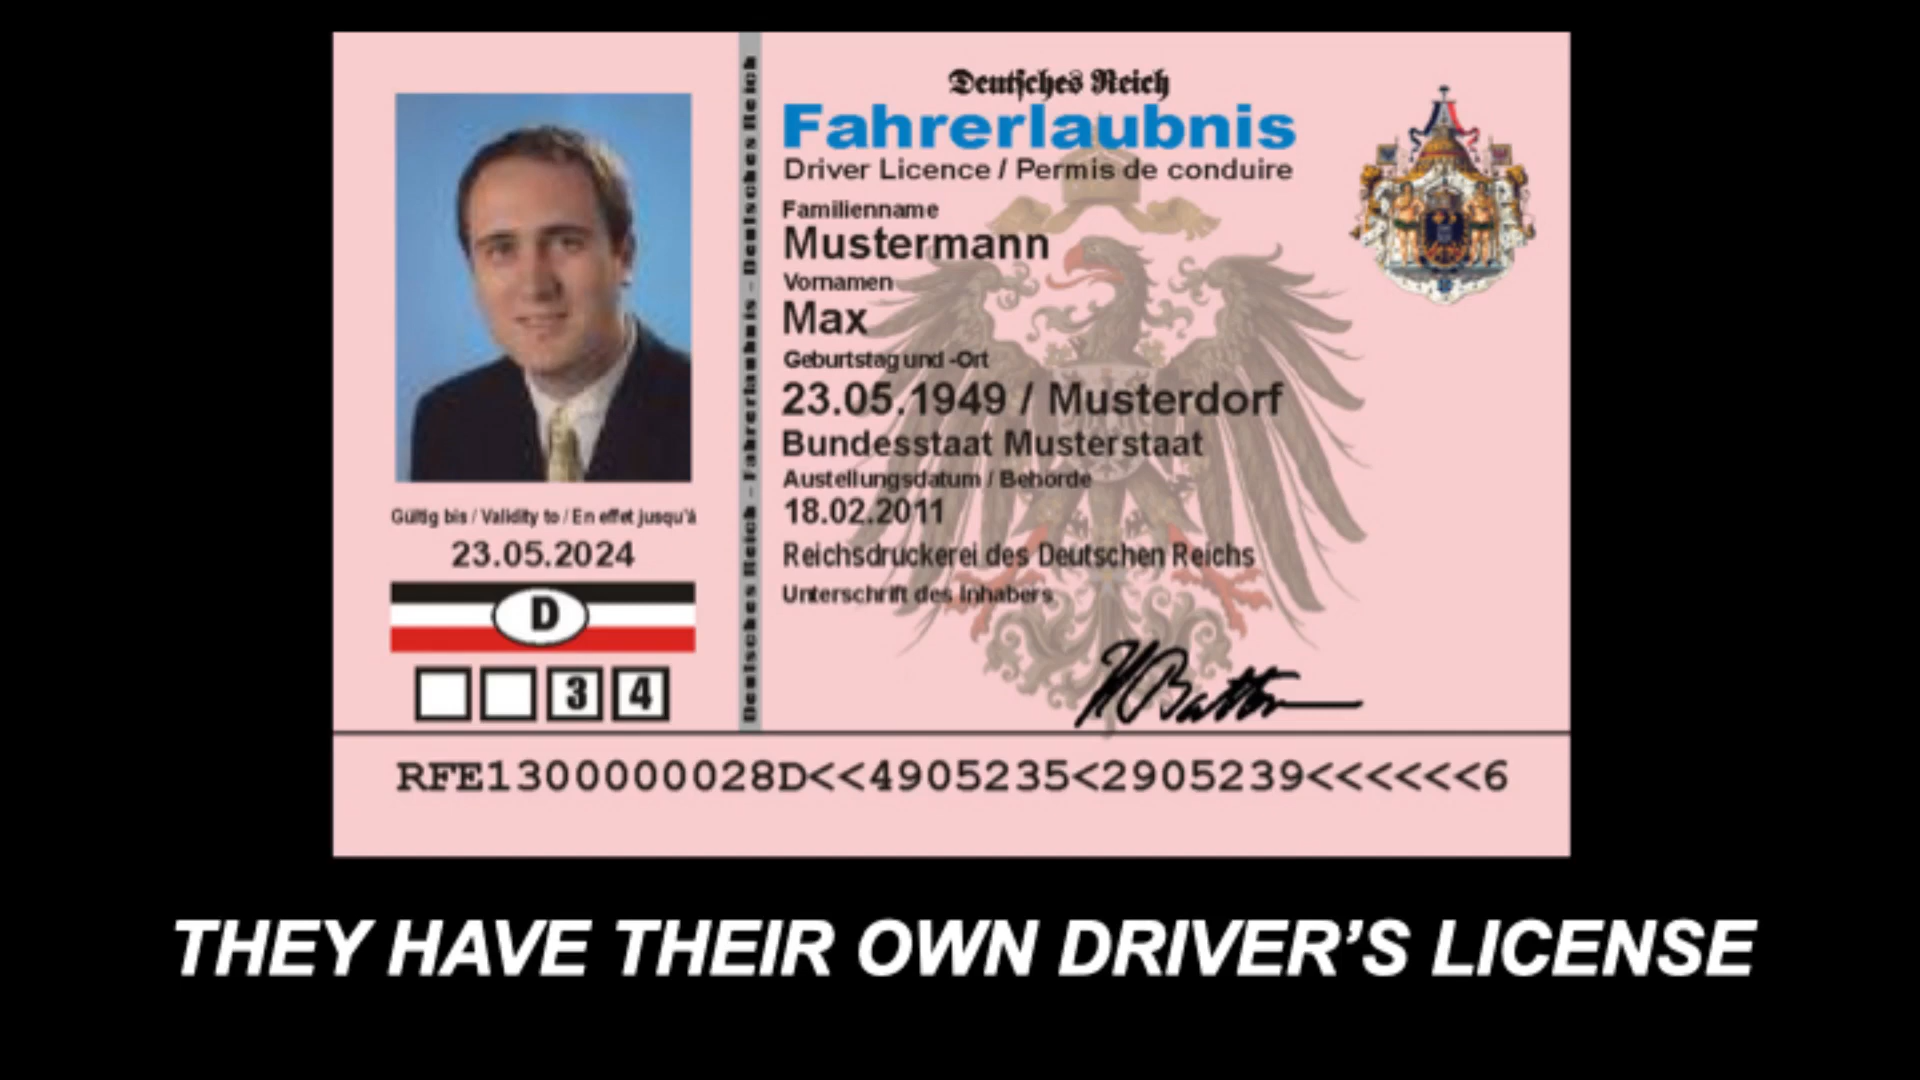 Deutsches Reich
Fahrerlaubnis
Driver Licence / Permis de conduire
Familienname
Mustermann
Vornamen
Max
Geburtstag und -Ort
23.05.1949 / Musterdorf
Bundesstaat Musterstaat
Austellungsdatum / Behörde
18.02.2011
Reichsdruckerei des Deutschen Reichs
Unterschrift des Inhabers
Deutsches Reich - Fahrerlaubnis - Deutsches Reich
Gültig bis / Validity to / En effet jusqu'à
23.05.2024
D
3 4
RFE1300000028D<<4905235<2905239<<<<<<6
THEY HAVE THEIR OWN DRIVER'S LICENSE